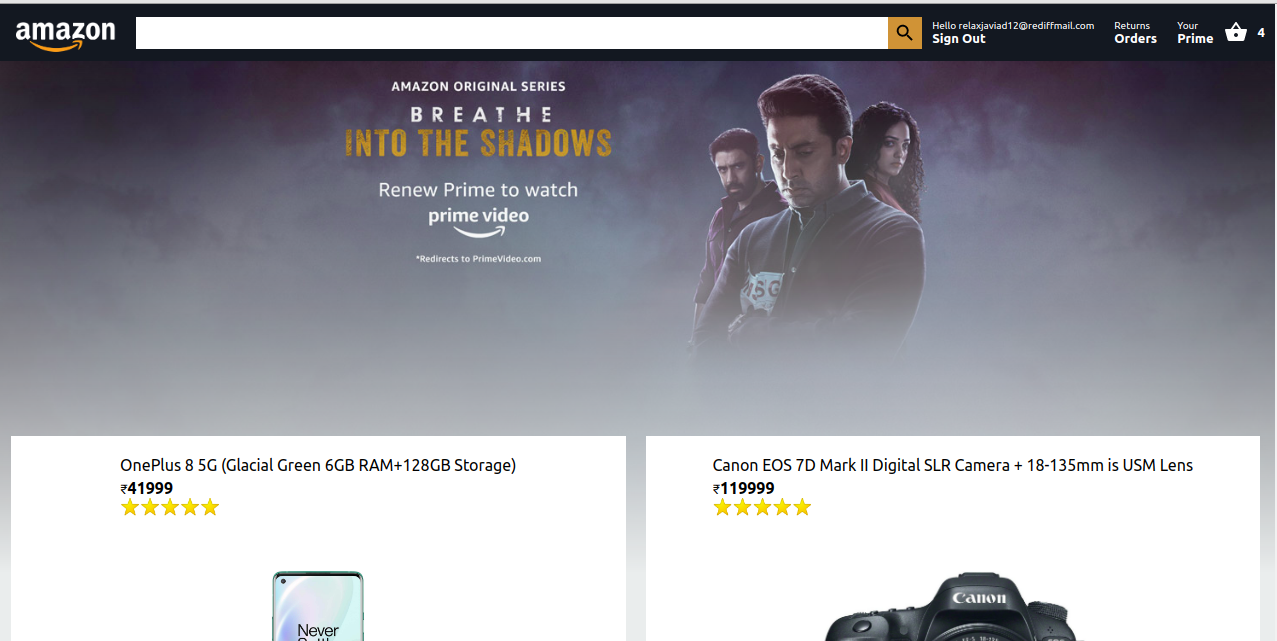 amazon
Hello relaxjaviad12@rediffmail.com
Sign Out
Returns
Orders
Your
Prime
4
AMAZON ORIGINAL SERIES
BREATHE
INTO THE SHADOWS
Renew Prime to watch
prime video
*Redirects to PrimeVideo.com
OnePlus 8 5G (Glacial Green 6GB RAM+128GB Storage)
₹41999
Canon EOS 7D Mark II Digital SLR Camera + 18-135mm is USM Lens
₹119999
Never
Canon